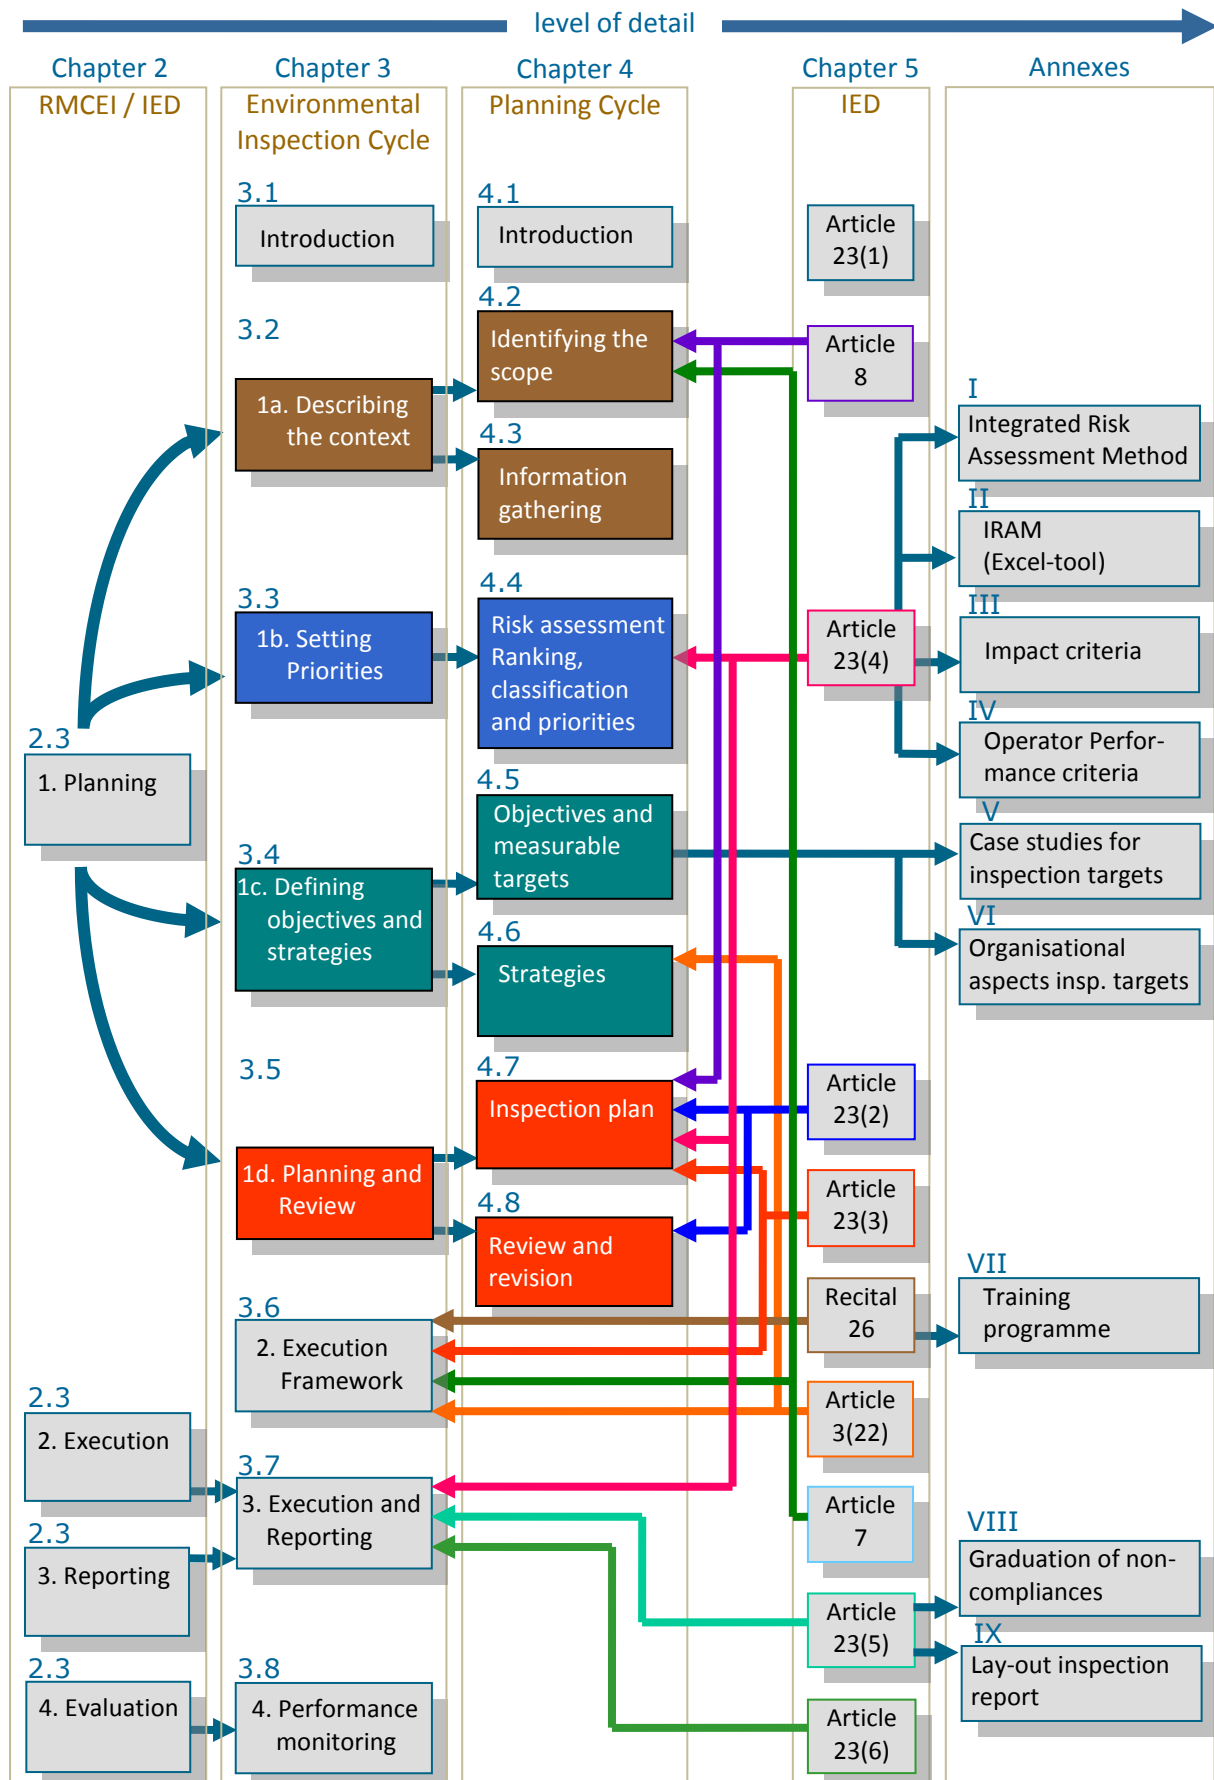 level of detail
Chapter 2
RMCEI / IED
2.3
1. Planning
2.3
2. Execution
2.3
3. Reporting
2.3
4. Evaluation
Chapter 3
Environmental
Inspection Cycle
3.1
Introduction
3.2
1a. Describing
the context
3.3
1b. Setting
Priorities
3.4
1c. Defining
objectives and
strategies
3.5
1d. Planning and
Review
3.6
2. Execution
Framework
3.7
3. Execution and
Reporting
3.8
4. Performance
monitoring
Chapter 4
Planning Cycle
4.1
Introduction
4.2
Identifying the
scope
4.3
Information
gathering
4.4
Risk assessment
Ranking,
classification
and priorities
4.5
Objectives and
measurable
targets
4.6
Strategies
4.7
Inspection plan
4.8
Review and
revision
Chapter 5
IED
Article
23(1)
Article
8
Article
23(4)
Article
23(2)
Article
23(3)
Recital
26
Article
3(22)
Article
7
Article
23(5)
Article
23(6)
Annexes
I
Integrated Risk
Assessment Method
II
IRAM
(Excel-tool)
III
Impact criteria
IV
Operator Perfor-
mance criteria
V
Case studies for
inspection targets
VI
Organisational
aspects insp. targets
VII
Training
programme
VIII
Graduation of non-
compliances
IX
Lay-out inspection
report